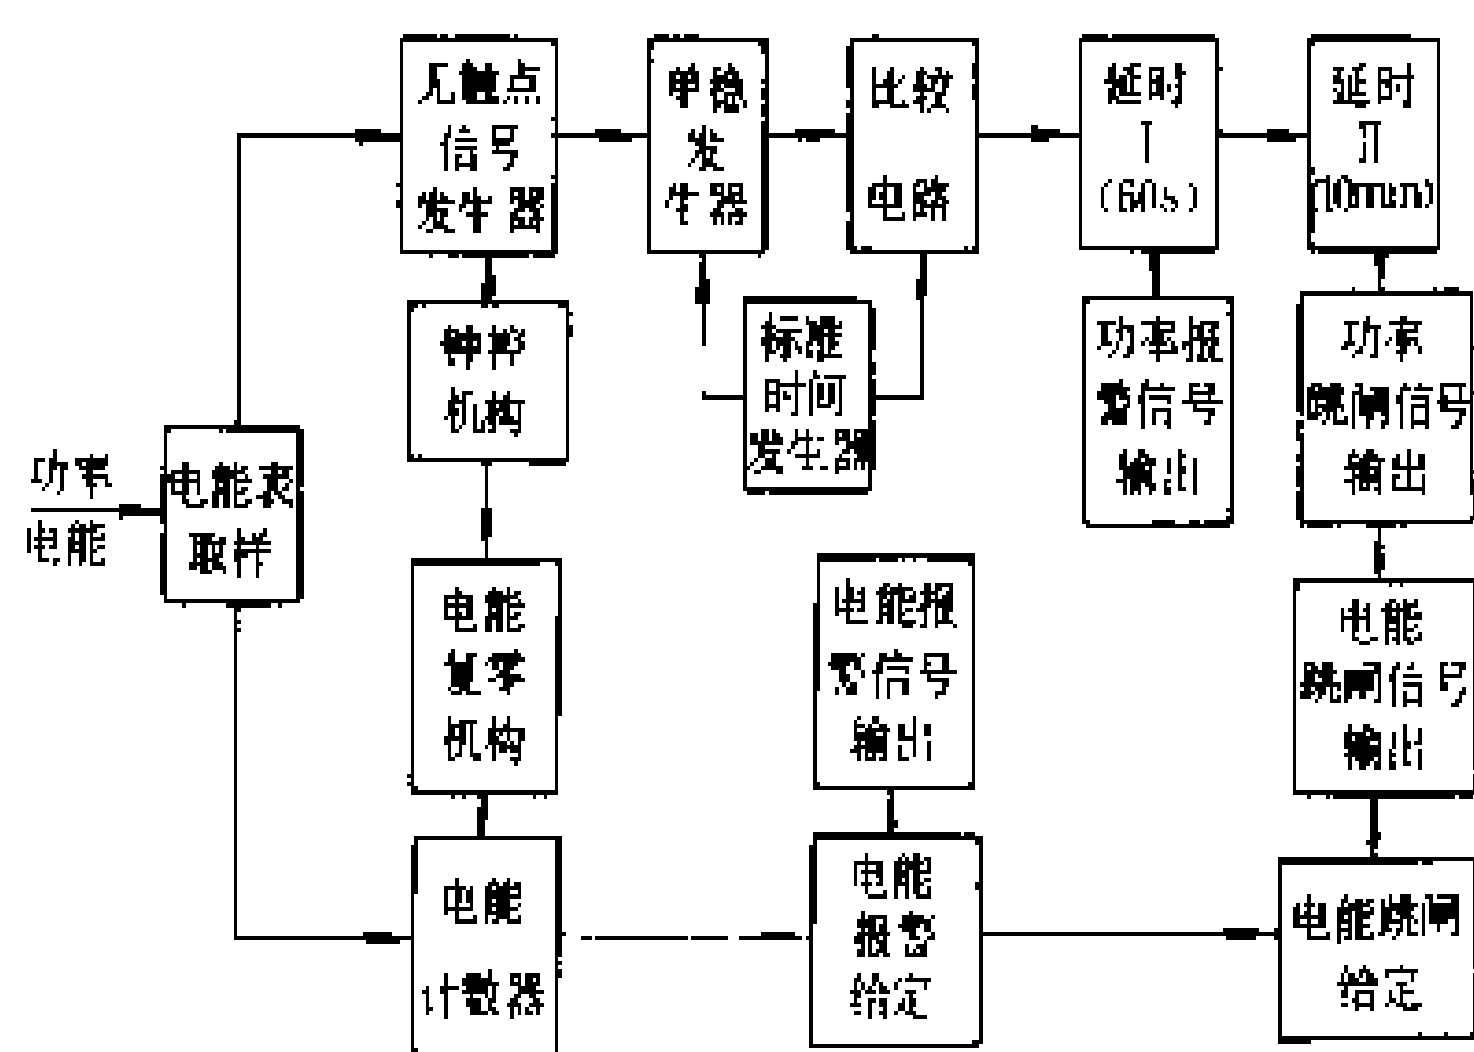 无触点
信号
发生器
单稳
发
生器
比较
电路
延时
I
(60s)
延时
II
(10min)
钟桦
机构
标准
时间
发生器
功率报
警信号
输出
功率
跳闸信号
输出
功率
电能
电能表
取样
电能
复零
机构
电能报
警信号
输出
电能
跳闸信号
输出
电能
计数器
电能
报警
给定
电能跳闸
给定